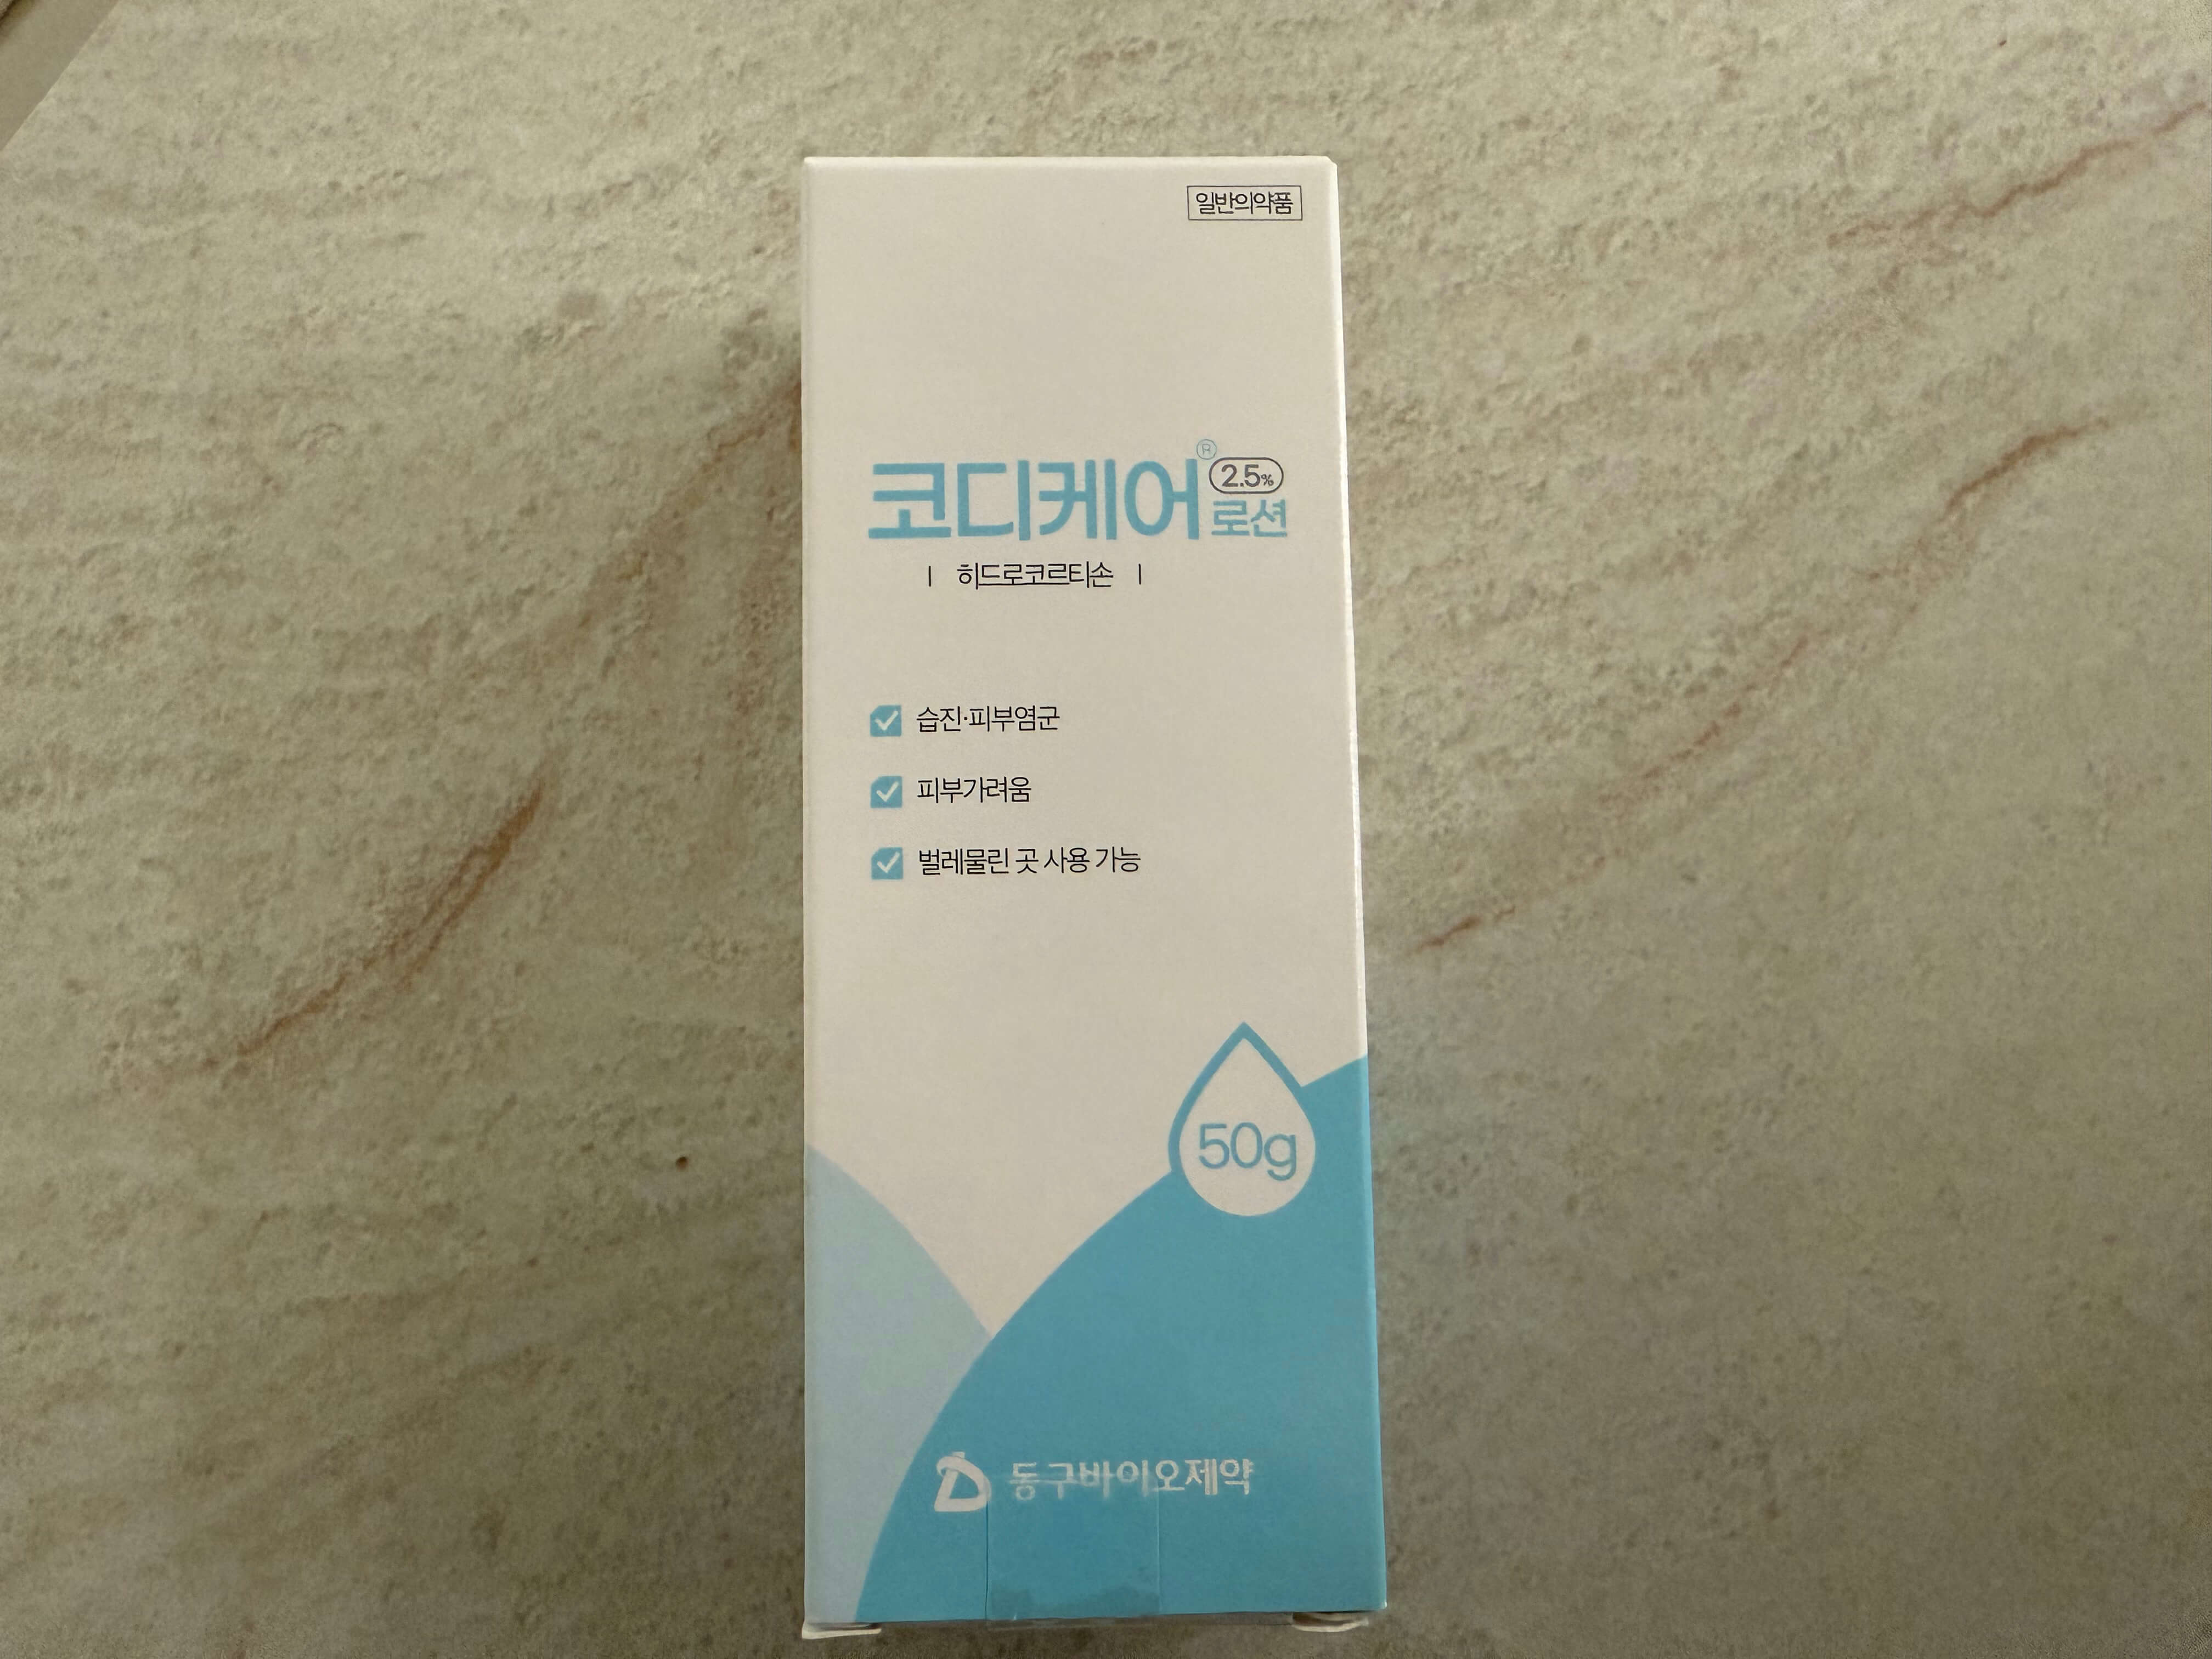 일반의약품
코디케어® 2.5%
로션
| 히드로코르티손 |
습진·피부염군
피부가려움
벌레물린 곳 사용 가능
50g
동구바이오제약